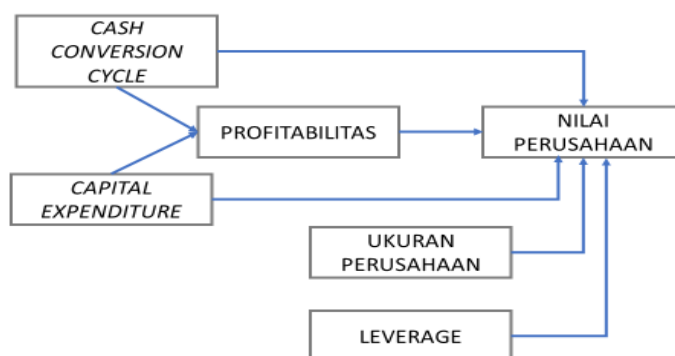 CASH
CONVERSION
CYCLE
PROFITABILITAS
NILAI
PERUSAHAAN
CAPITAL
EXPENDITURE
UKURAN
PERUSAHAAN
LEVERAGE